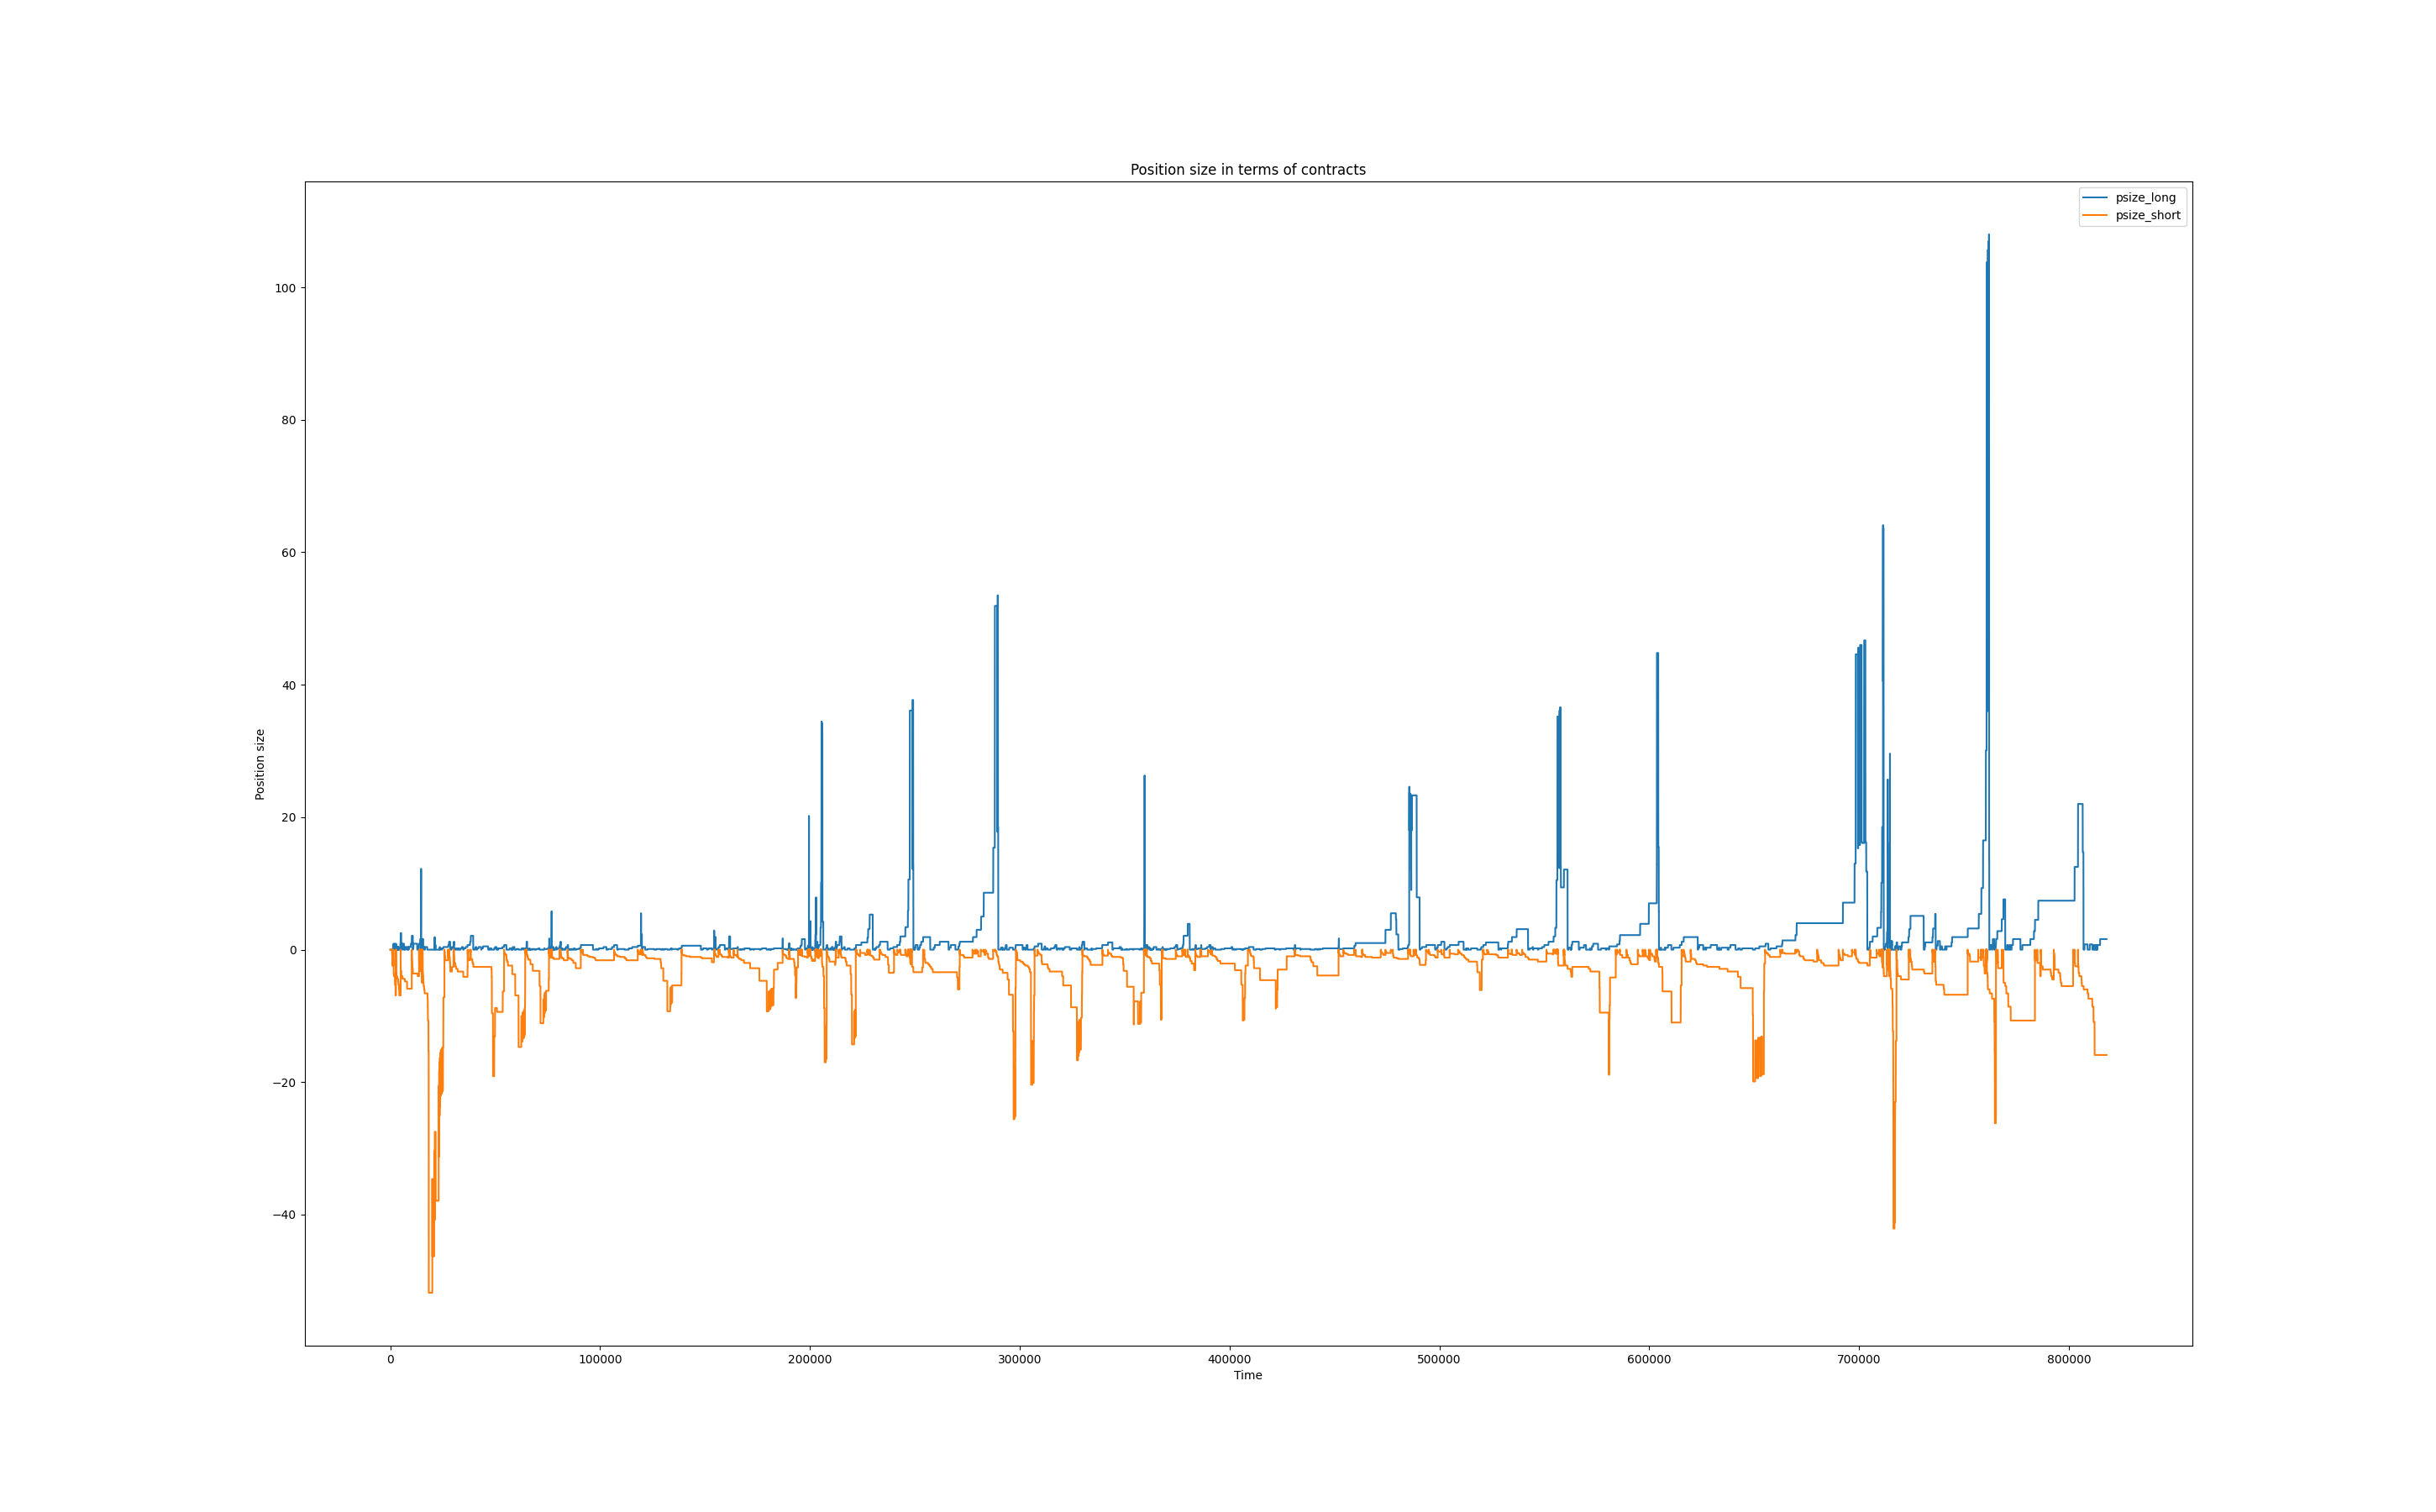 Position size in terms of contracts
psize_long
psize_short
100
80
60
40
20
0
−20
−40
Position size
0 100000 200000 300000 400000 500000 600000 700000 800000
Time